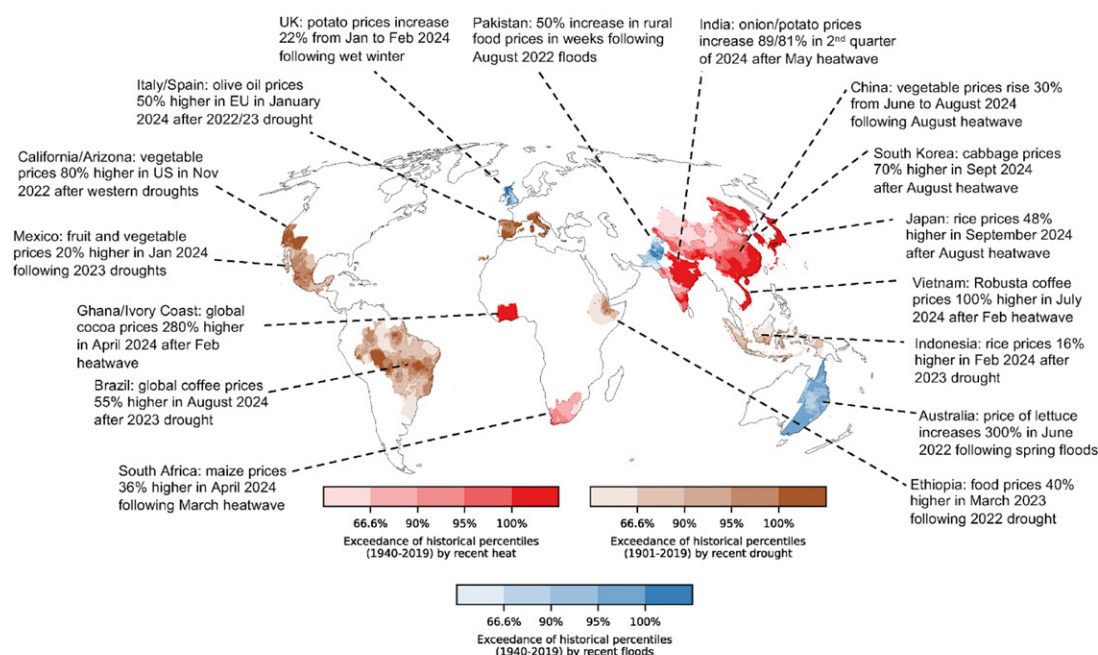 UK: potato prices increase
22% from Jan to Feb 2024
following wet winter
Pakistan: 50% increase in rural
food prices in weeks following
August 2022 floods
India: onion/potato prices
increase 89/81% in 2nd quarter
of 2024 after May heatwave
Italy/Spain: olive oil prices
50% higher in EU in January
2024 after 2022/23 drought
China: vegetable prices rise 30%
from June to August 2024
following August heatwave
California/Arizona: vegetable
prices 80% higher in US in Nov
2022 after western droughts
South Korea: cabbage prices
70% higher in Sept 2024
after August heatwave
Mexico: fruit and vegetable
prices 20% higher in Jan 2024
following 2023 droughts
Japan: rice prices 48%
higher in September 2024
after August heatwave
Ghana/Ivory Coast: global
cocoa prices 280% higher
in April 2024 after Feb
heatwave
Vietnam: Robusta coffee
prices 100% higher in July
2024 after Feb heatwave
Indonesia: rice prices 16%
higher in Feb 2024 after
2023 drought
Brazil: global coffee prices
55% higher in August 2024
after 2023 drought
Australia: price of lettuce
increases 300% in June
2022 following spring floods
South Africa: maize prices
36% higher in April 2024
following March heatwave
Ethiopia: food prices 40%
higher in March 2023
following 2022 drought
66.6% 90% 95% 100%
Exceedance of historical percentiles
(1940-2019) by recent heat
66.6% 90% 95% 100%
Exceedance of historical percentiles
(1901-2019) by recent drought
66.6% 90% 95% 100%
Exceedance of historical percentiles
(1940-2019) by recent floods